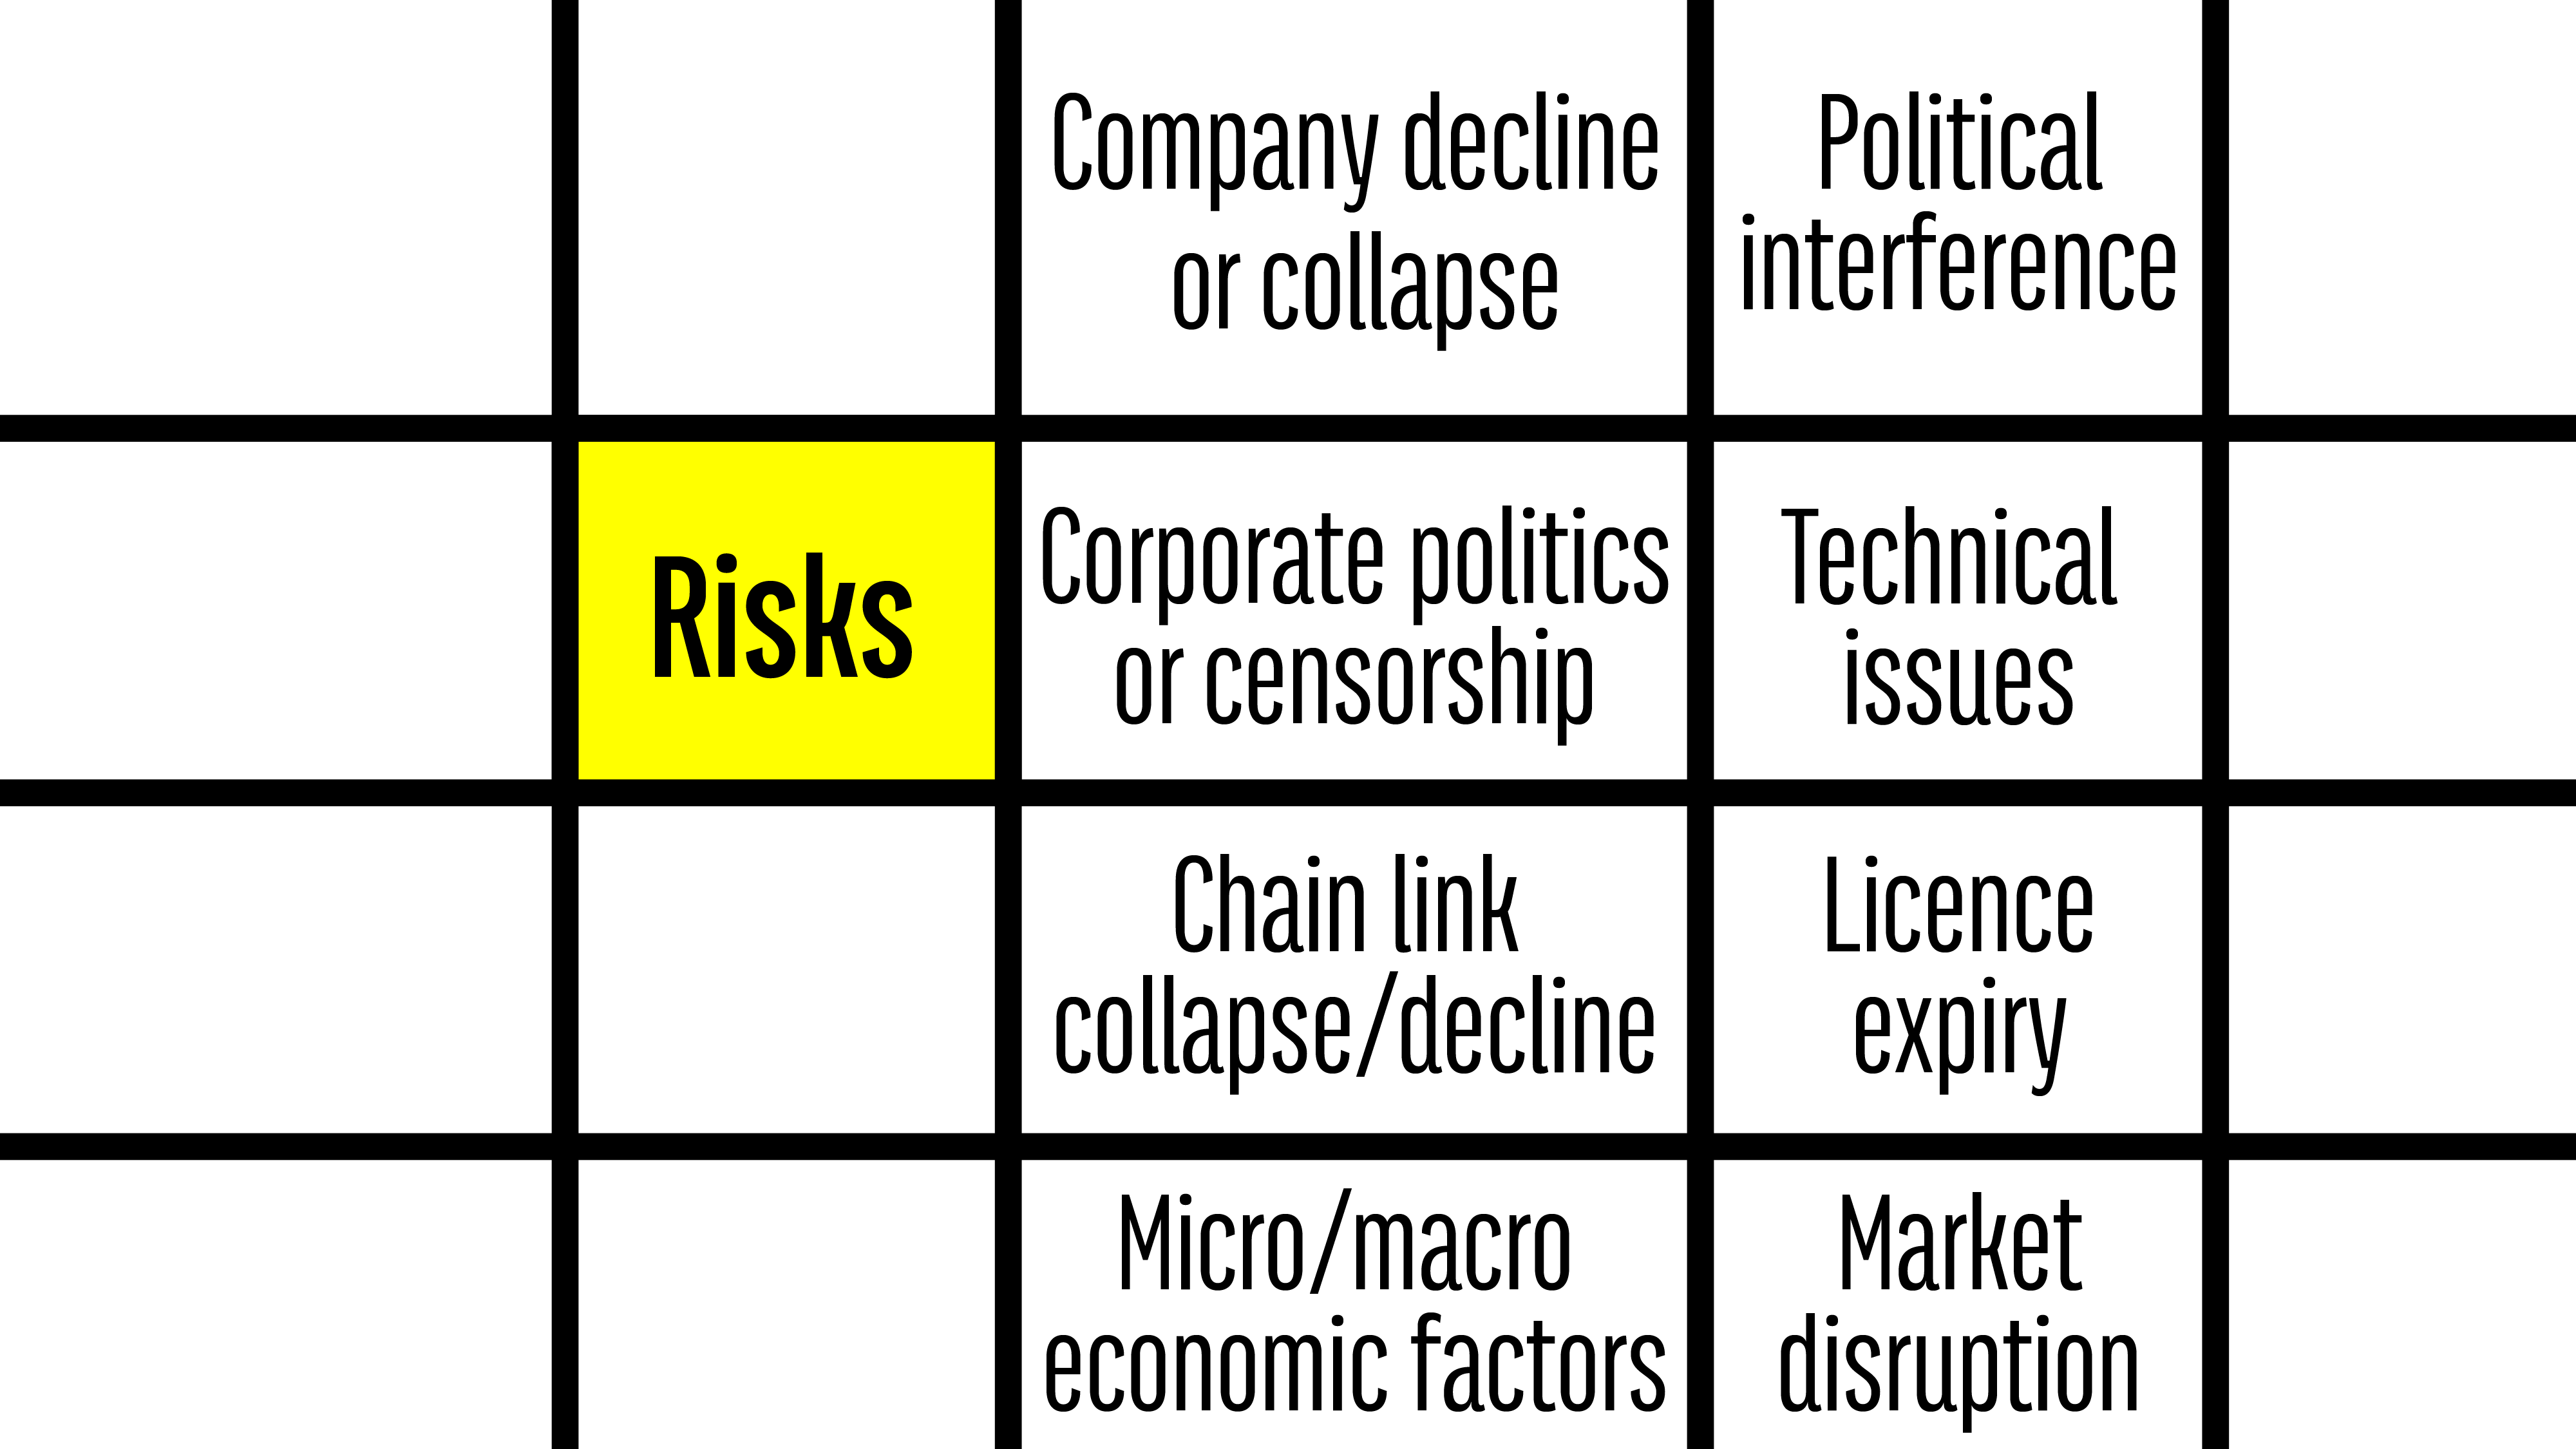 Company decline
or collapse
Political
interference
Risks
Corporate politics
or censorship
Technical
issues
Chain link
collapse/decline
Licence
expiry
Micro/macro
economic factors
Market
disruption